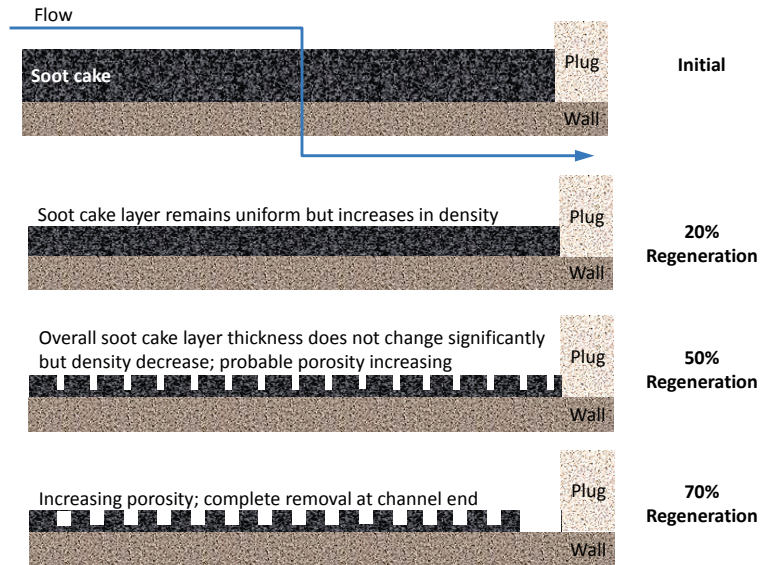 Flow
Soot cake
Plug
Wall
Initial
Soot cake layer remains uniform but increases in density
Plug
Wall
20%
Regeneration
Overall soot cake layer thickness does not change significantly
but density decrease; probable porosity increasing
Plug
Wall
50%
Regeneration
Increasing porosity; complete removal at channel end
Plug
Wall
70%
Regeneration